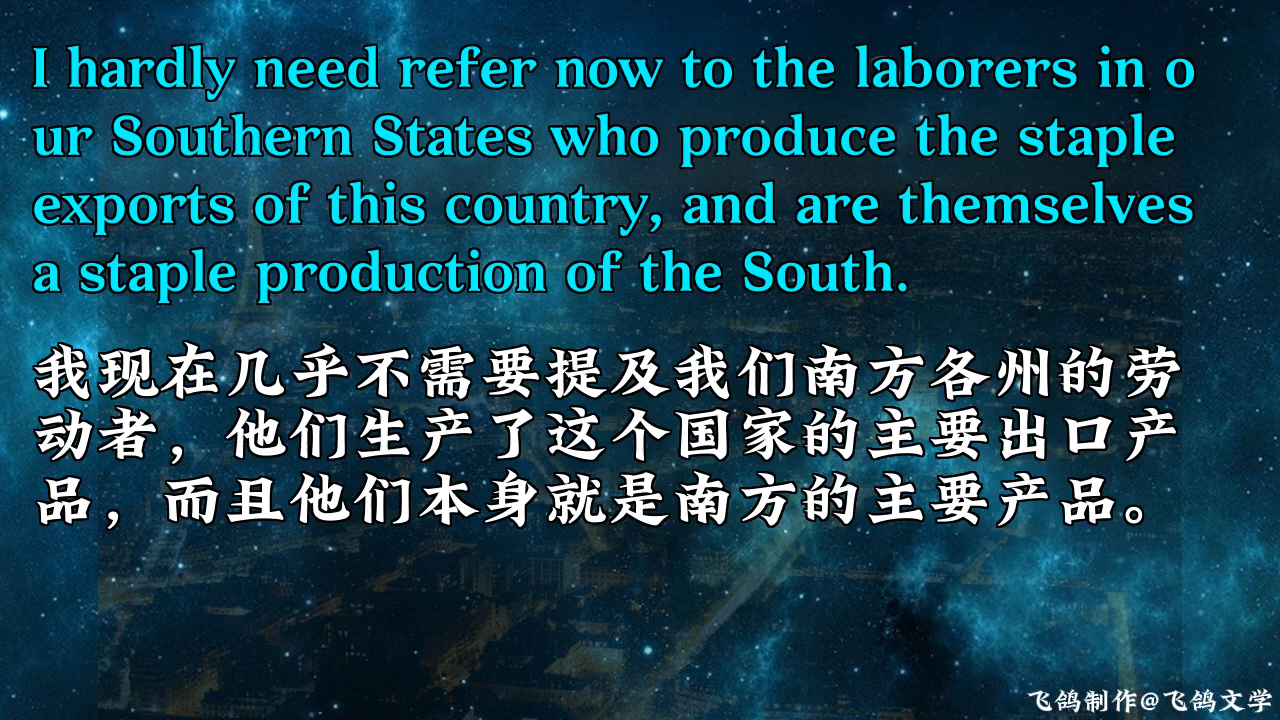 I hardly need refer now to the laborers in o
ur Southern States who produce the staple
exports of this country, and are themselves
a staple production of the South.
我现在几乎不需要提及我们南方各州的劳
动者，他们生产了这个国家的主要出口产
品，而且他们本身就是南方的主要产品。
飞鸽制作@飞鸽文学